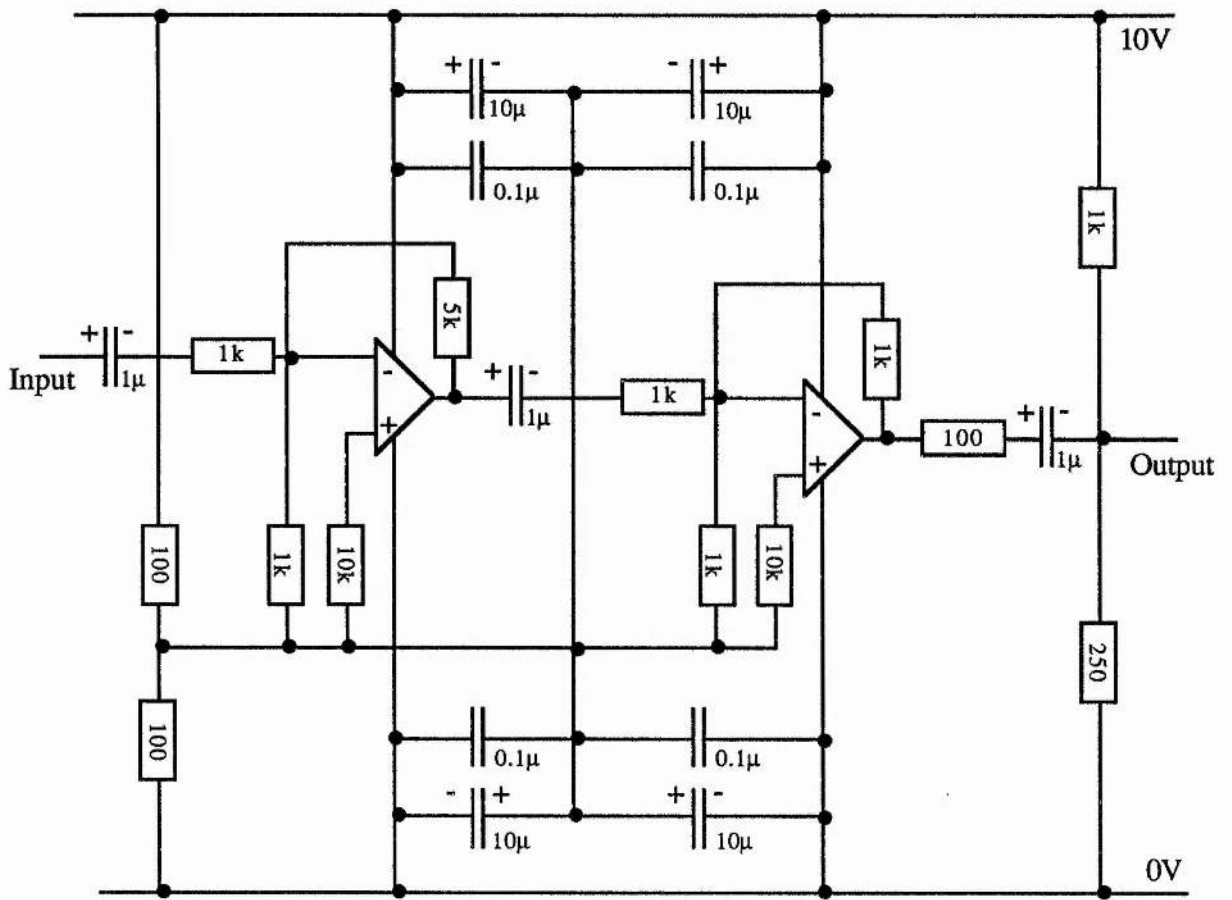 10V
+ - - +
10µ 10µ
0.1µ 0.1µ
1k
5k
+ -
1k
-
Input 1µ
+
+ -
1µ
1k
1k
-
+
100
+ -
1µ
Output
100
1k
10k
1k
10k
250
100
0.1µ 0.1µ
- + + -
10µ 10µ
0V